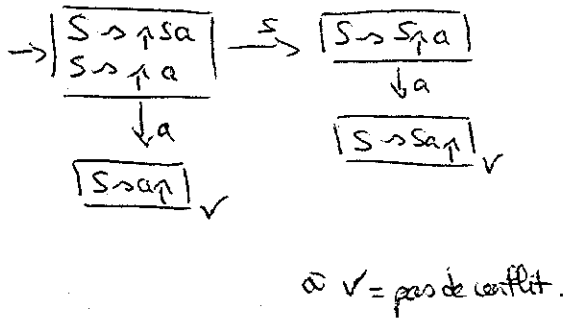 S → ↑Sa
S → ↑a
S
S → S↑a
a
a
S → a↑
√
S → Sa↑
√
où √ = pas de conflit.